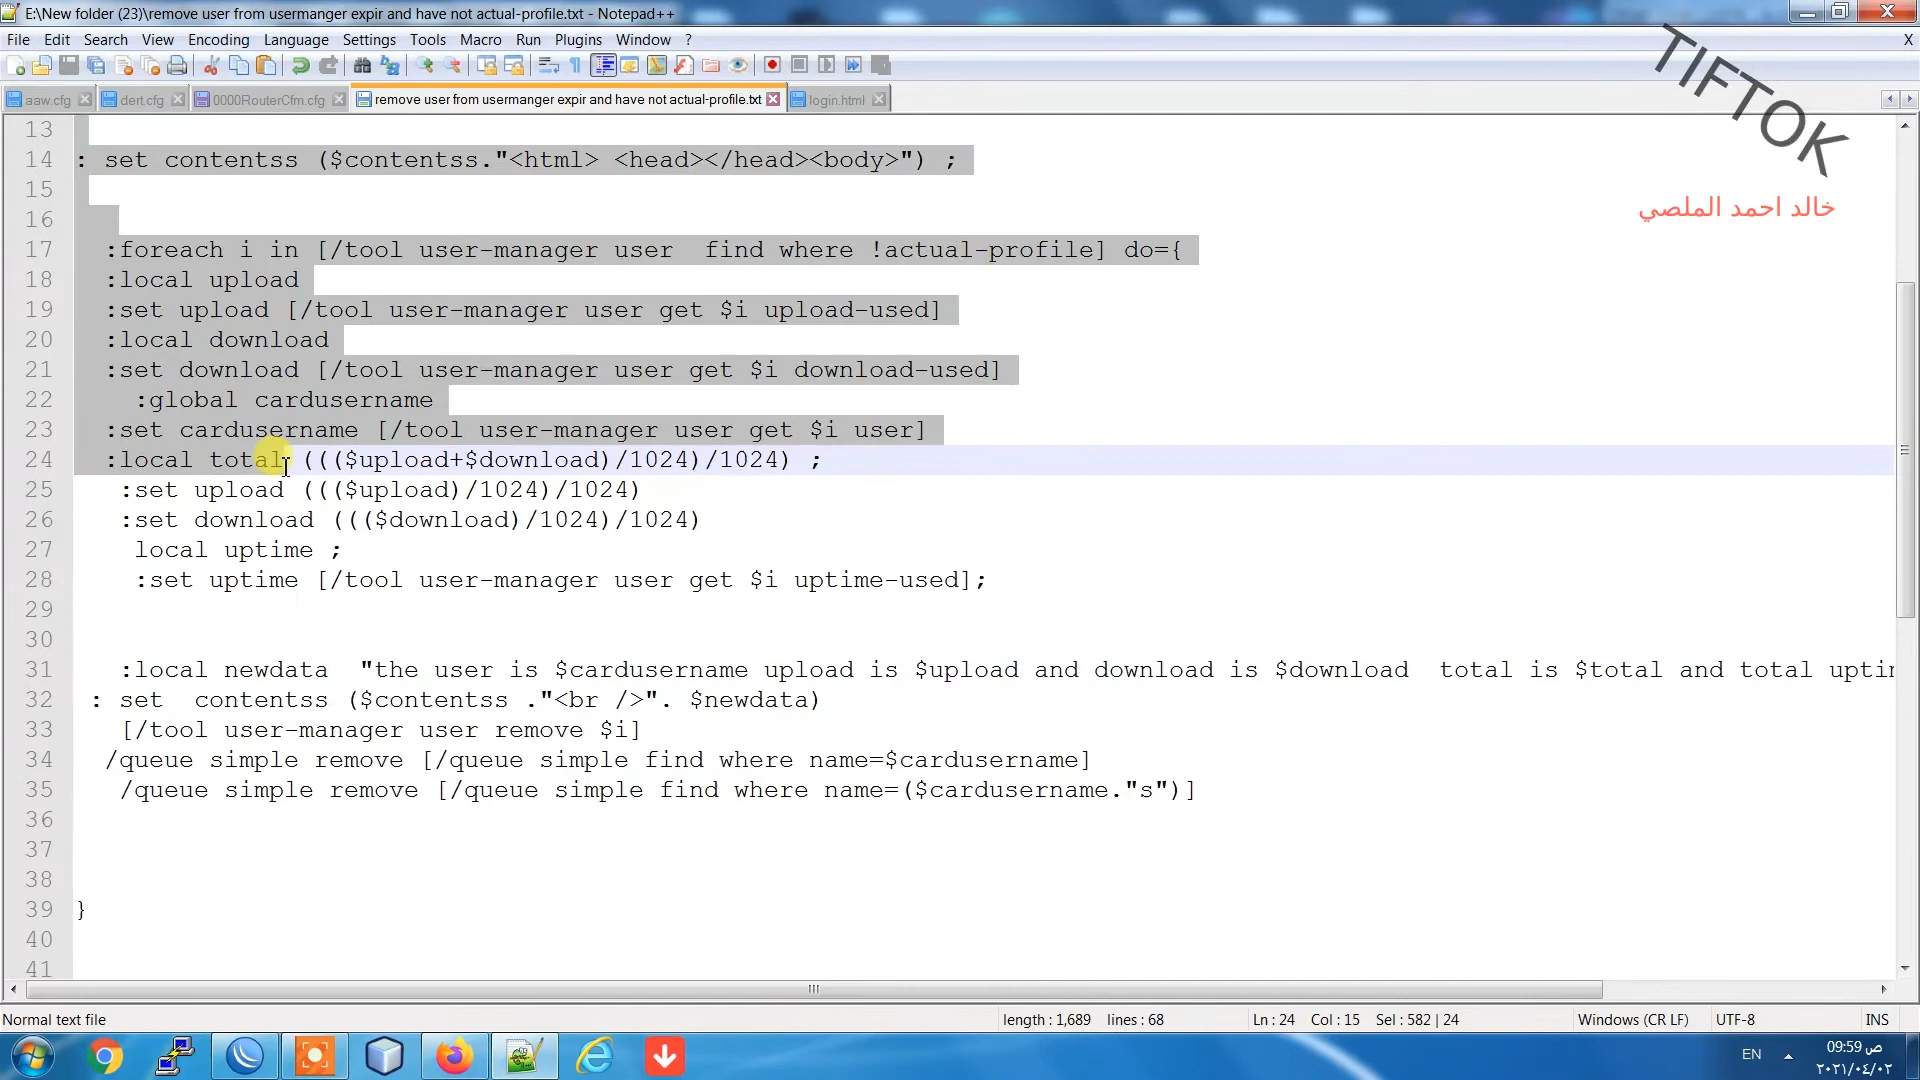 E:\New folder (23)\remove user from usermanger expir and have not actual-profile.txt - Notepad++
File Edit Search View Encoding Language Settings Tools Macro Run Plugins Window ? X
aaw.cfg dert.cfg 0000RouterCfm.cfg remove user from usermanger expir and have not actual-profile.txt login.html
TIFTOK
خالد احمد الملصي
13
14 : set contentss ($contentss."<html> <head></head><body>") ;
15
16
17 :foreach i in [/tool user-manager user  find where !actual-profile] do={
18 :local upload
19 :set upload [/tool user-manager user get $i upload-used]
20 :local download
21 :set download [/tool user-manager user get $i download-used]
22 :global cardusername
23 :set cardusername [/tool user-manager user get $i user]
24 :local total ((($upload+$download)/1024)/1024) ;
25 :set upload ((($upload)/1024)/1024)
26 :set download ((($download)/1024)/1024)
27 local uptime ;
28 :set uptime [/tool user-manager user get $i uptime-used];
29
30
31 :local newdata  "the user is $cardusername upload is $upload and download is $download  total is $total and total uptin
32 : set  contentss ($contentss ."<br />". $newdata)
33 [/tool user-manager user remove $i]
34 /queue simple remove [/queue simple find where name=$cardusername]
35 /queue simple remove [/queue simple find where name=($cardusername."s")]
36
37
38
39 }
40
41
Normal text file length : 1,689 lines : 68 Ln : 24 Col : 15 Sel : 582 | 24 Windows (CR LF) UTF-8 INS
EN 09:59 ص
٢٠٢١/٠٤/٠٢